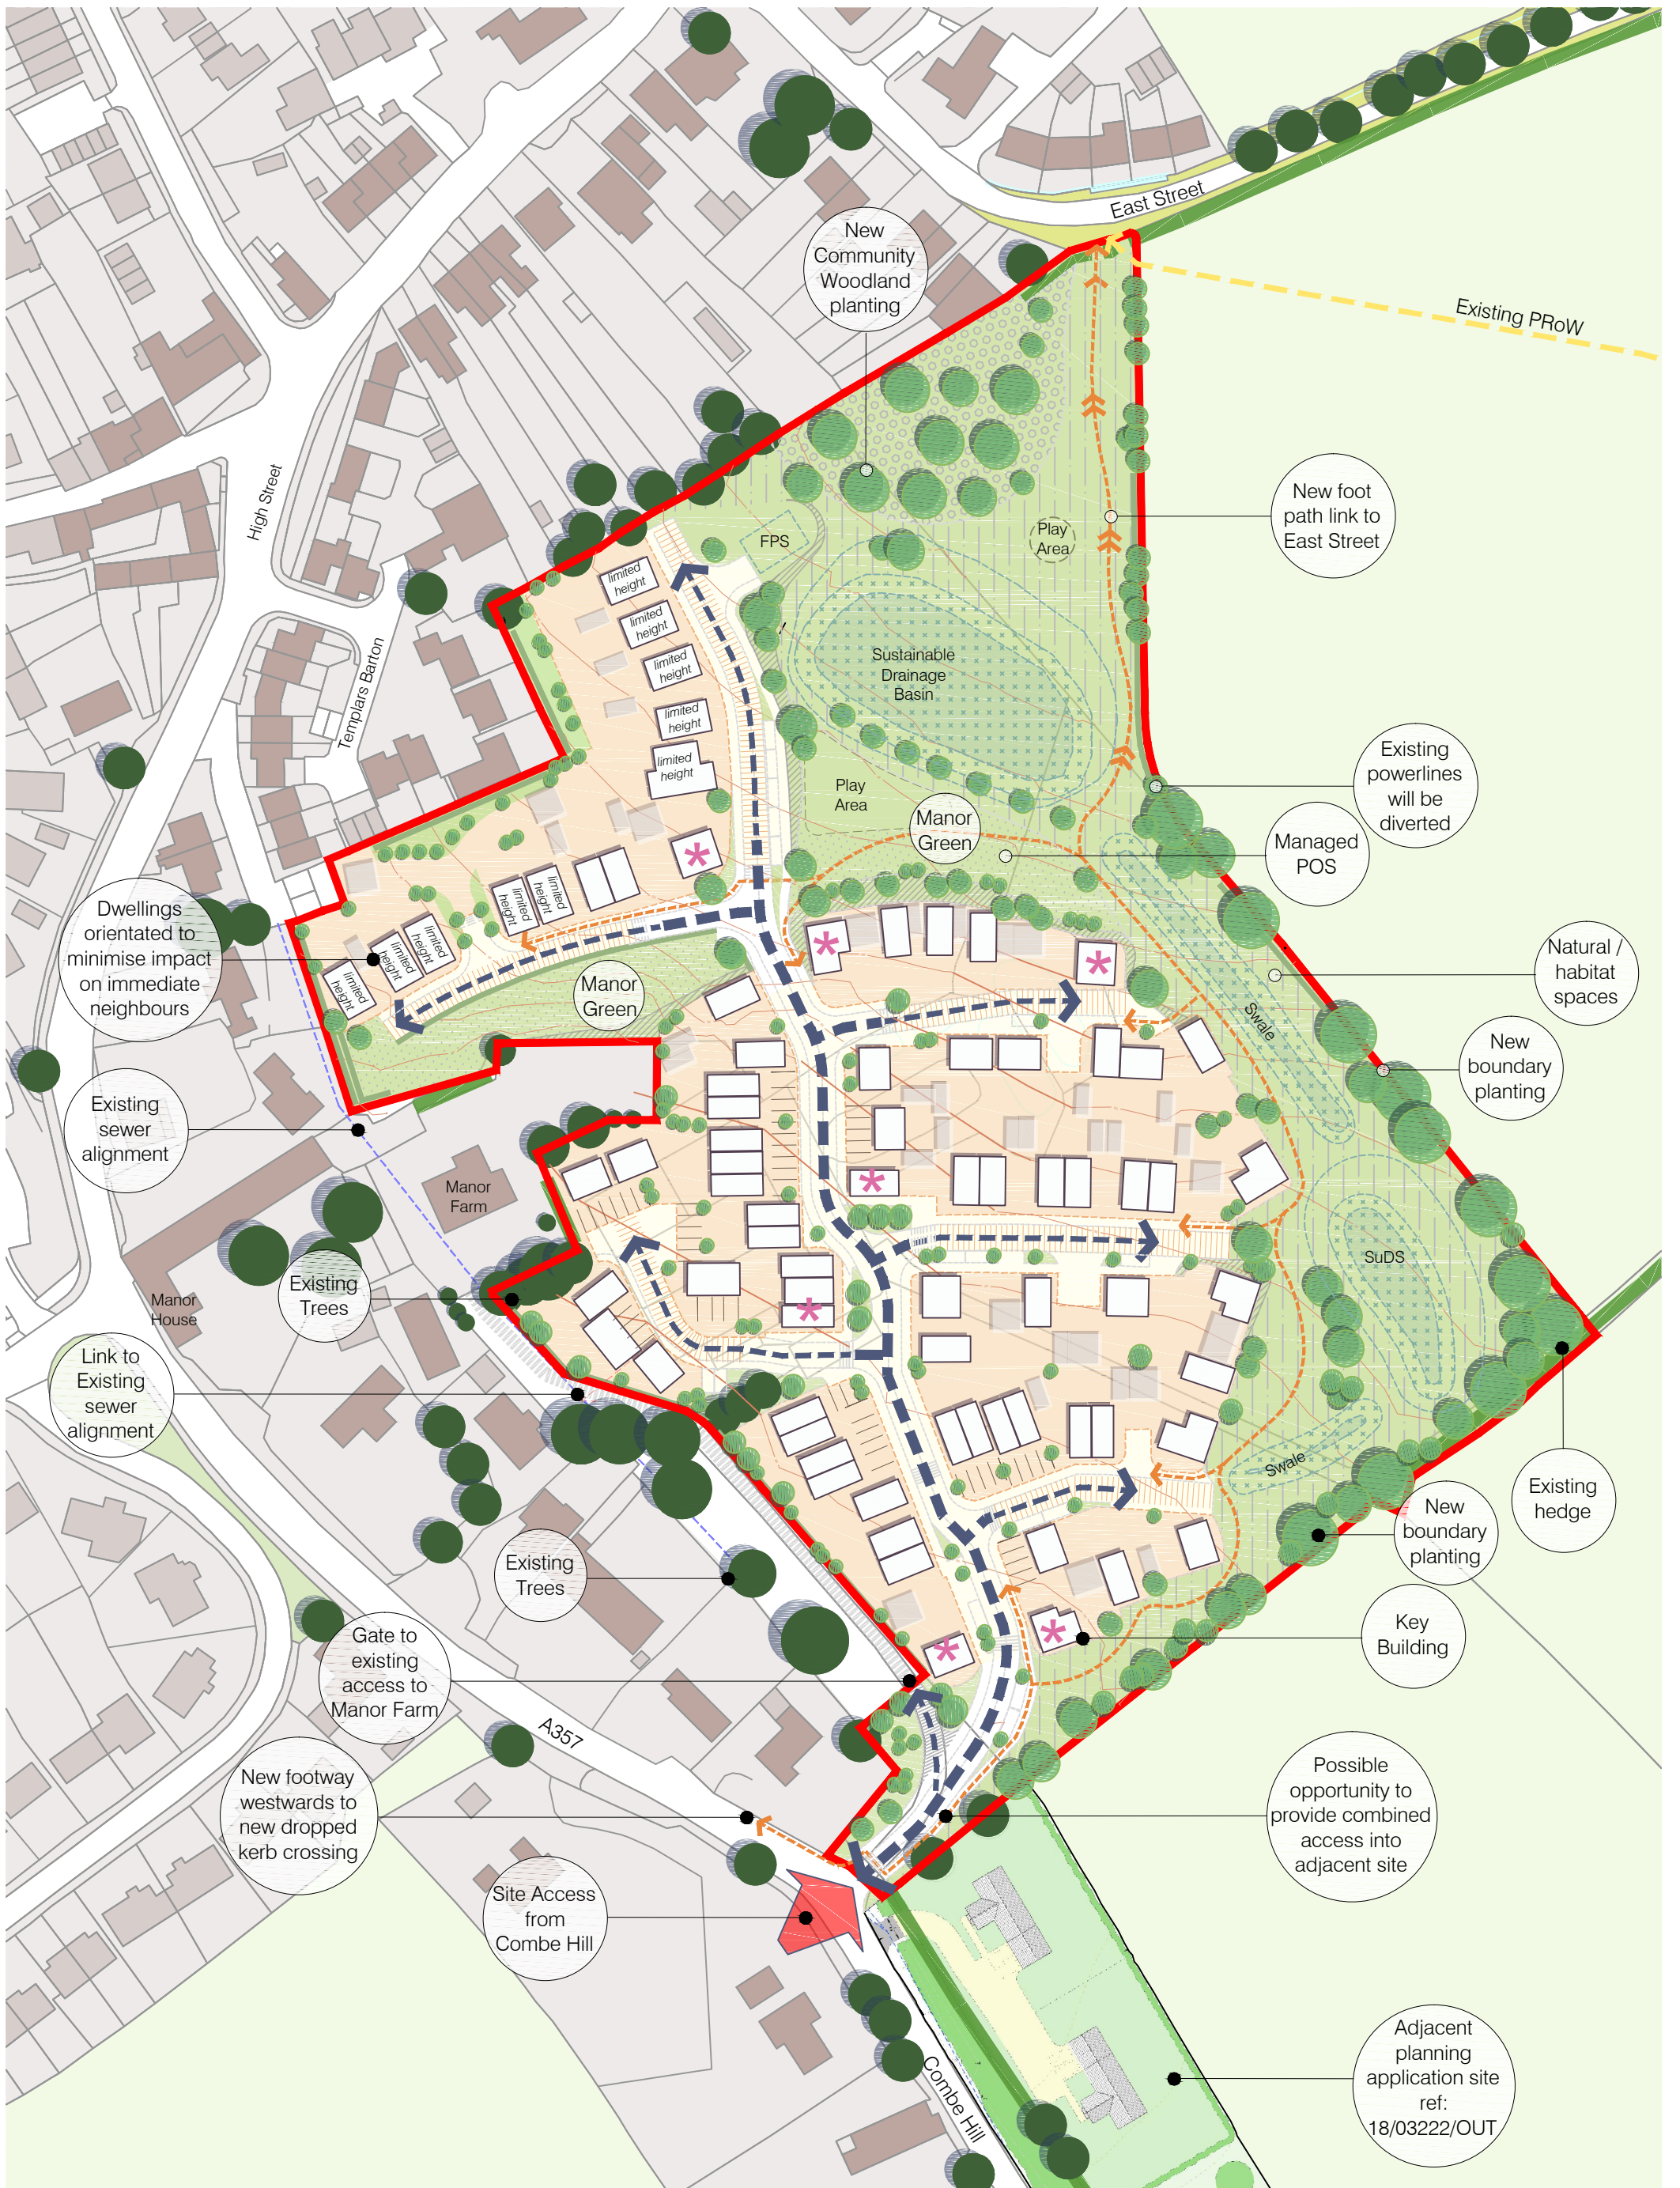 East Street
New
Community
Woodland
planting
Existing PRoW
High Street
New foot
path link to
East Street
Play
Area
FPS
limited
height
limited
height
limited
height
limited
height
limited
height
Sustainable
Drainage
Basin
Templars Barton
Existing
powerlines
will be
diverted
Play
Area
Manor
Green
Managed
POS
limited
height
limited
height
Dwellings
orientated to
minimise impact
on immediate
neighbours
limited
height
limited
height
limited
height
Manor
Green
Natural /
habitat
spaces
Swale
New
boundary
planting
Existing
sewer
alignment
Manor
Farm
SuDS
Existing
Trees
Manor
House
Link to
Existing
sewer
alignment
Swale
Existing
hedge
New
boundary
planting
Existing
Trees
Key
Building
Gate to
existing
access to
Manor Farm
A357
New footway
westwards to
new dropped
kerb crossing
Possible
opportunity to
provide combined
access into
adjacent site
Site Access
from
Combe Hill
Combe Hill
Adjacent
planning
application site
ref:
18/03222/OUT